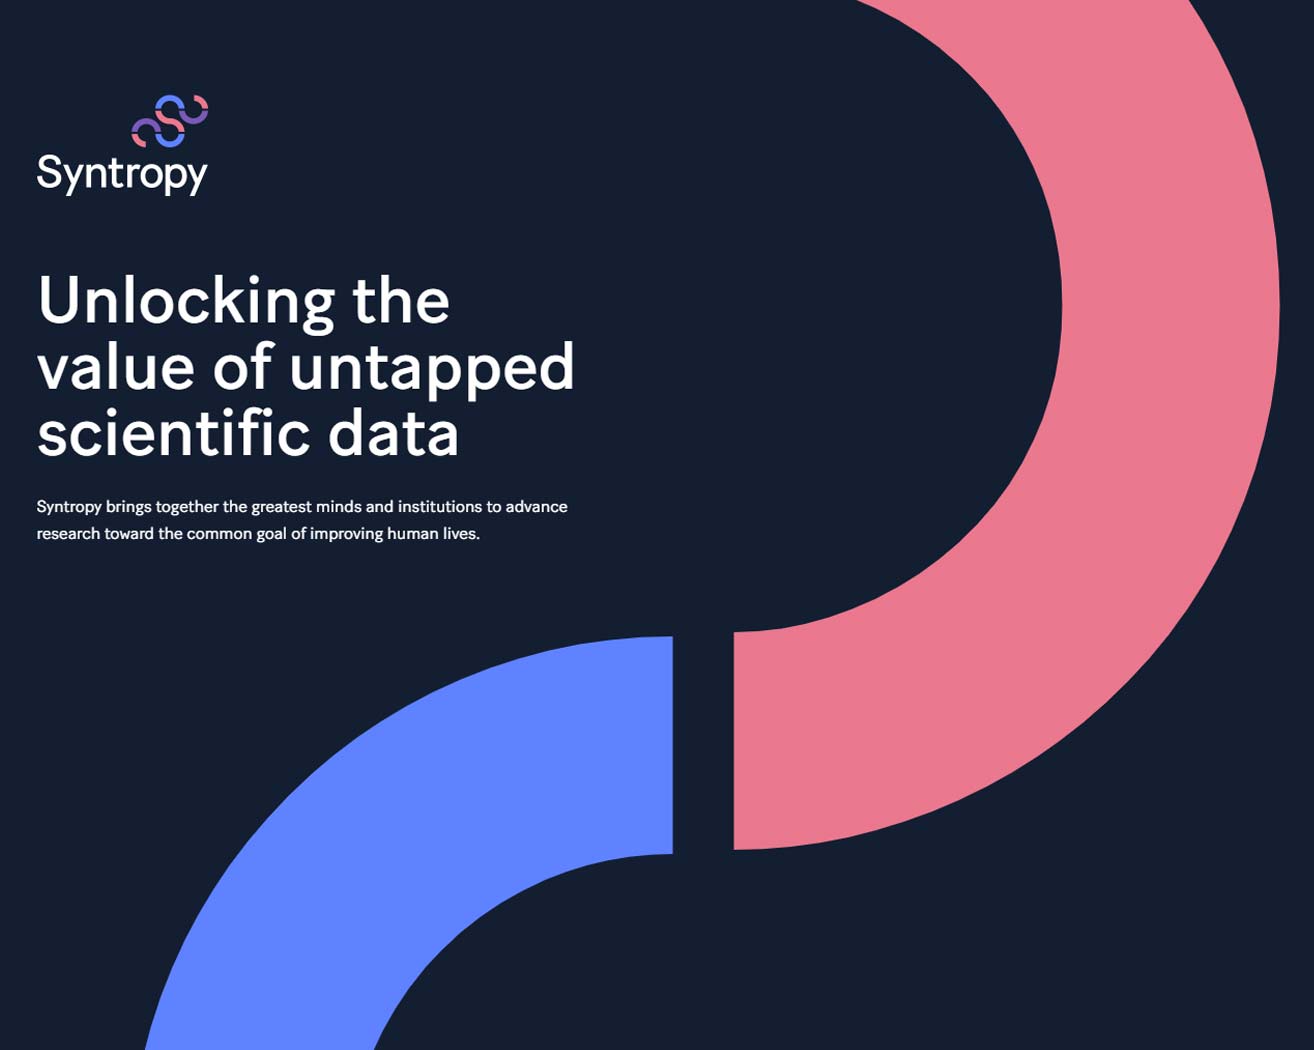 Syntropy
Unlocking the
value of untapped
scientific data
Syntropy brings together the greatest minds and institutions to advance
research toward the common goal of improving human lives.